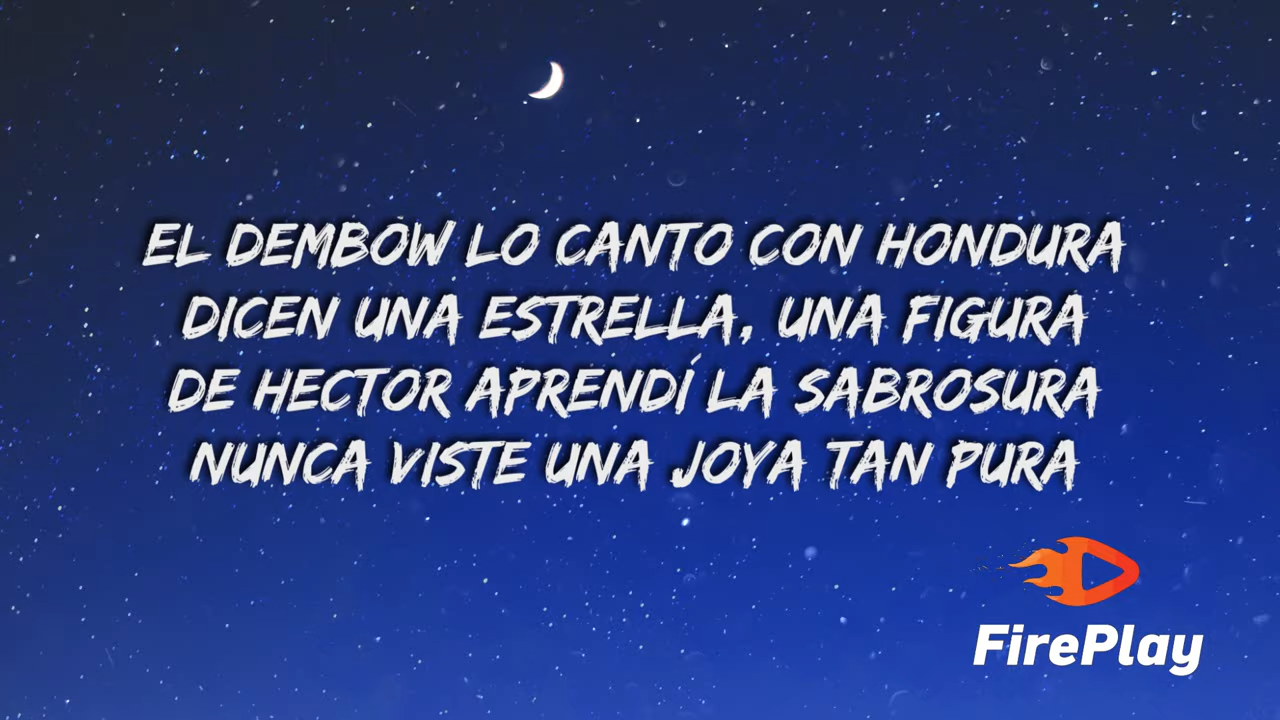 EL DEMBOW LO CANTO CON HONDURA
DICEN UNA ESTRELLA, UNA FIGURA
DE HECTOR APRENDÍ LA SABROSURA
NUNCA VISTE UNA JOYA TAN PURA
FirePlay